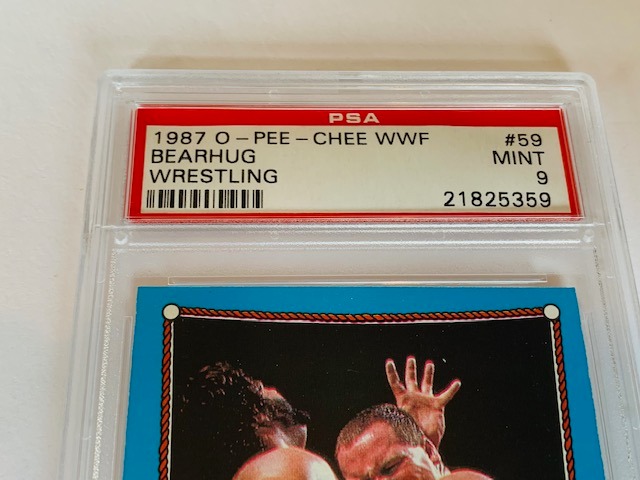 PSA
1987 O-PEE-CHEE WWF #59
BEARHUG MINT
WRESTLING 9
21825359